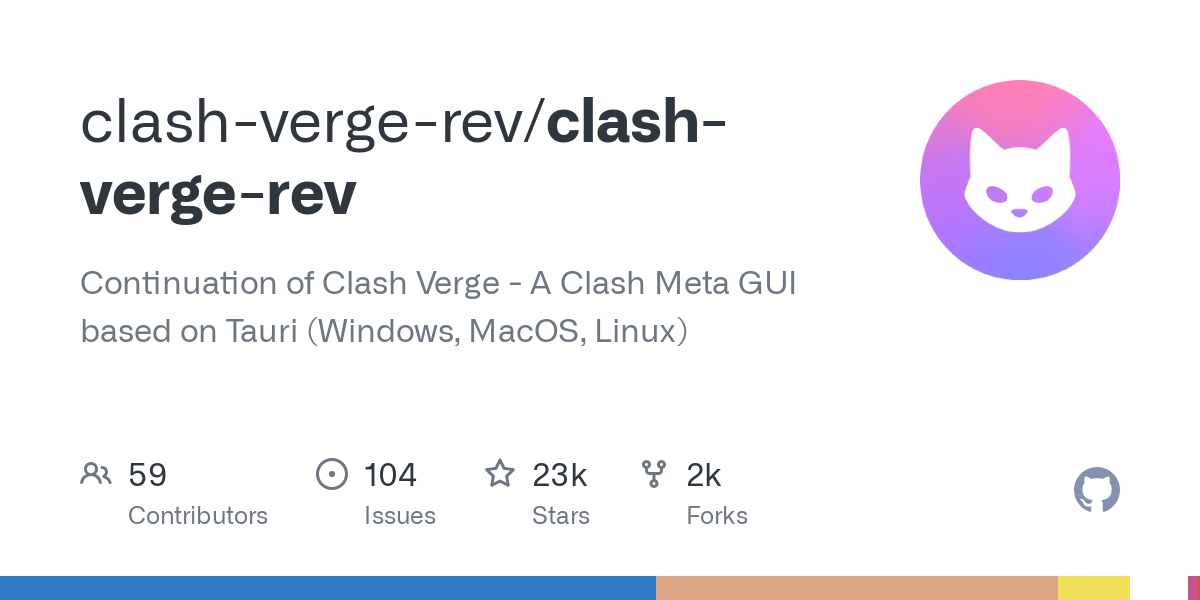 clash-verge-rev/clash-
verge-rev
Continuation of Clash Verge - A Clash Meta GUI
based on Tauri (Windows, MacOS, Linux)
59 104 23k 2k
Contributors Issues Stars Forks